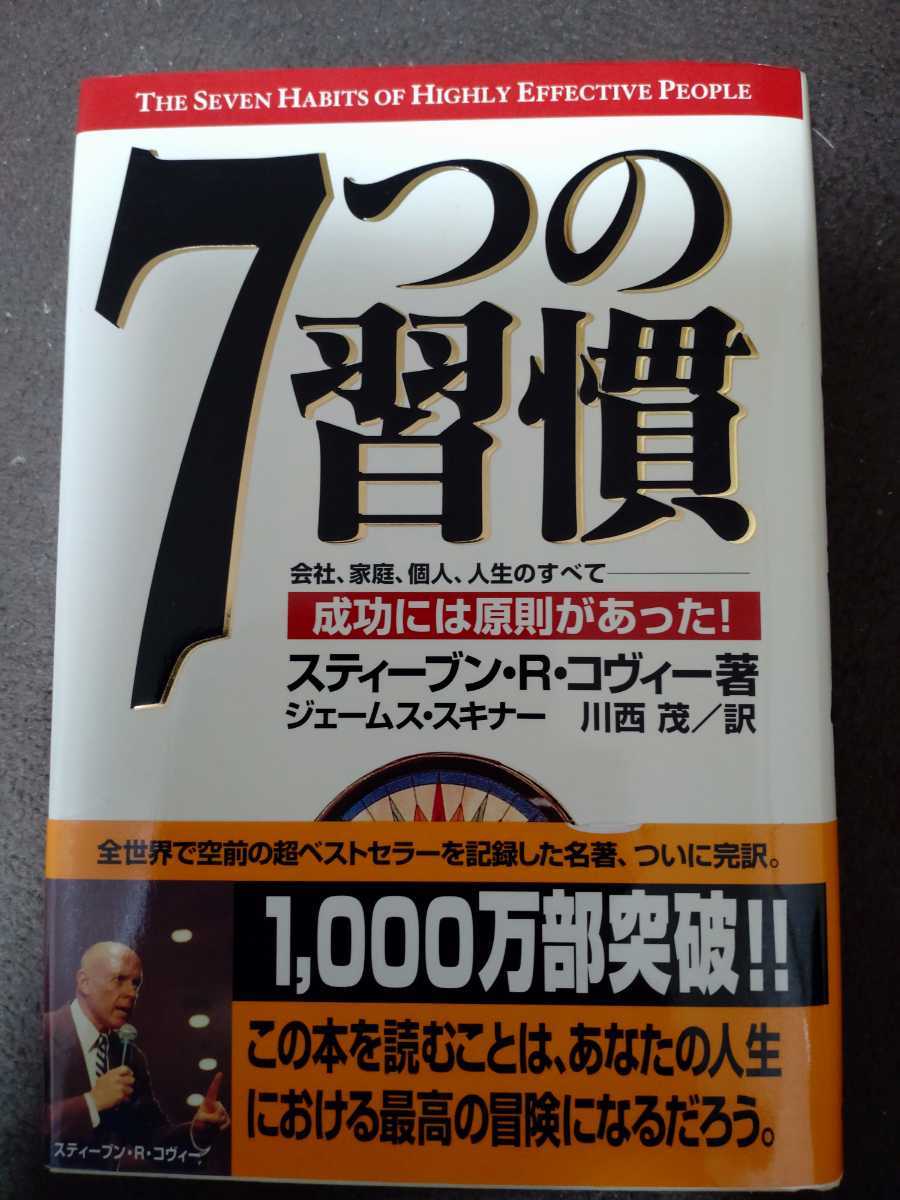 THE SEVEN HABITS OF HIGHLY EFFECTIVE PEOPLE
7つの
習慣
会社、家庭、個人、人生のすべて
成功には原則があった!
スティーブン・R・コヴィー著
ジェームス・スキナー 川西 茂/訳
全世界で空前の超ベストセラーを記録した名著、ついに完訳。
1,000万部突破!!
この本を読むことは、あなたの人生
における最高の冒険になるだろう。
スティーブン・R・コヴィー